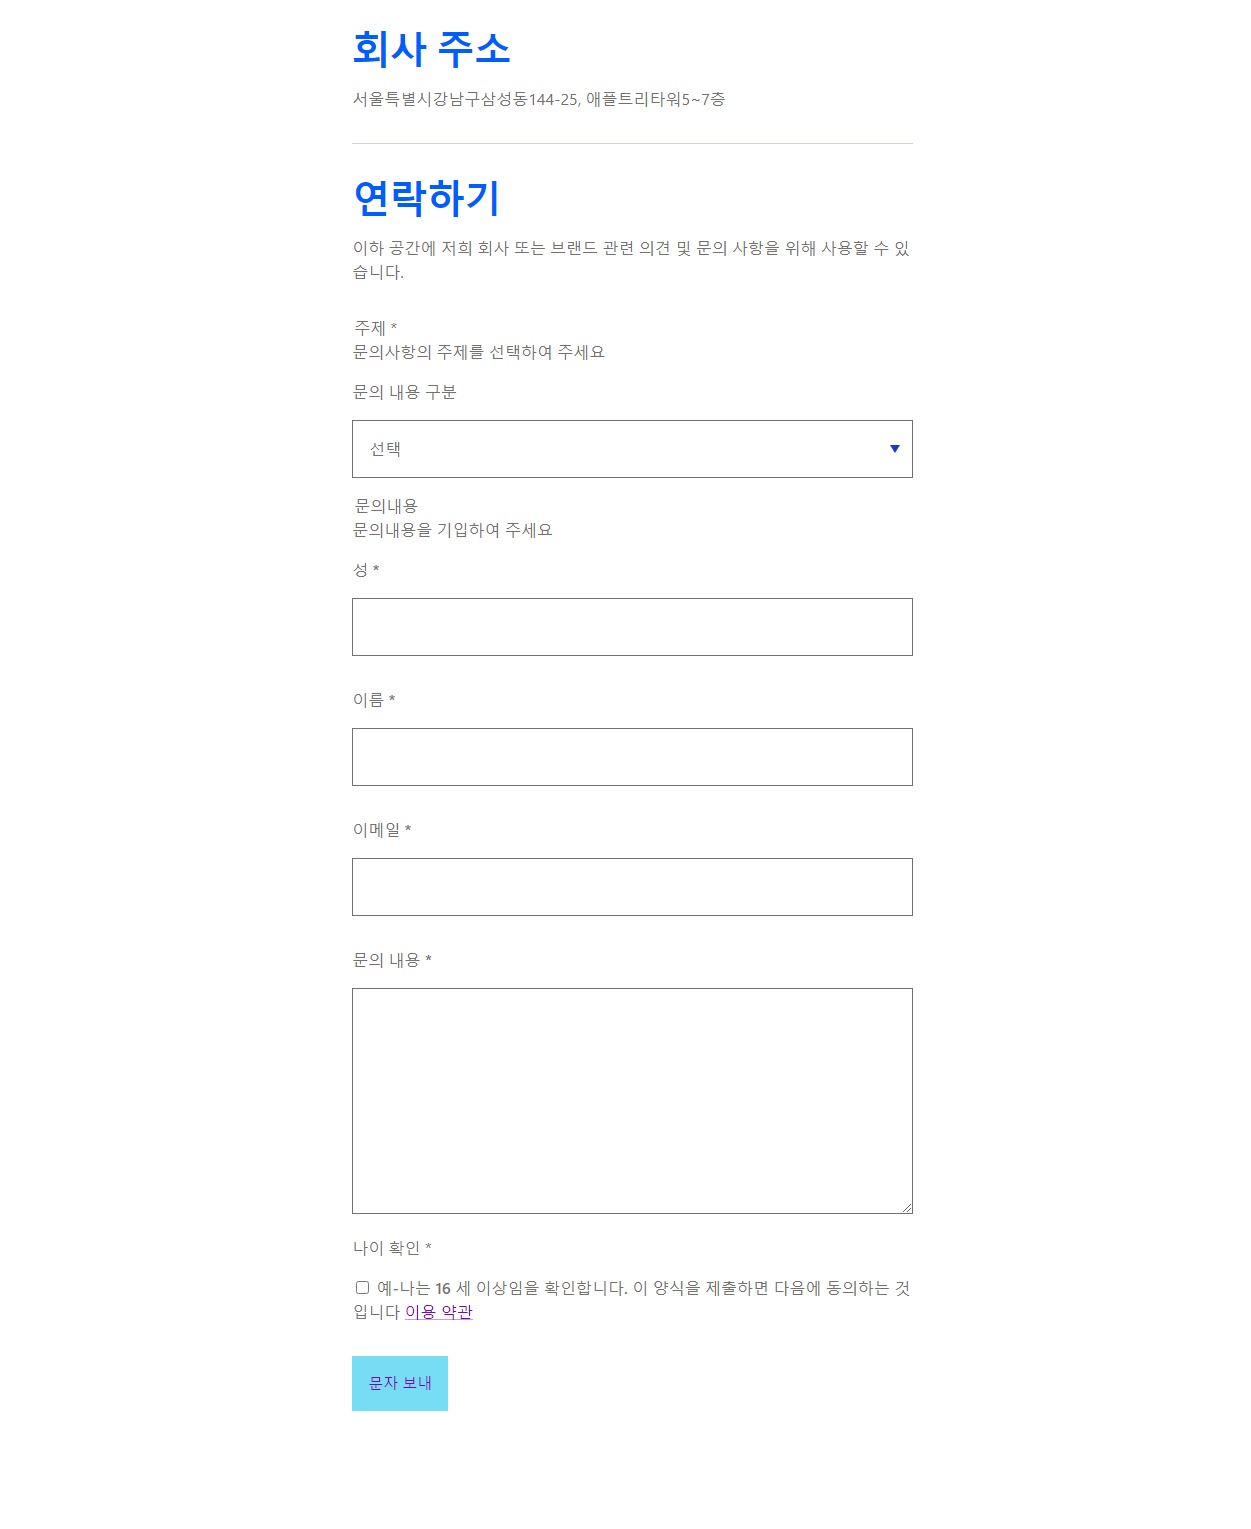 회사 주소
서울특별시강남구삼성동144-25, 애플트리타워5~7층
연락하기
이하 공간에 저희 회사 또는 브랜드 관련 의견 및 문의 사항을 위해 사용할 수 있
습니다.
주제 *
문의사항의 주제를 선택하여 주세요
문의 내용 구분
선택
문의내용
문의내용을 기입하여 주세요
성 *
이름 *
이메일 *
문의 내용 *
나이 확인 *
예-나는 16 세 이상임을 확인합니다. 이 양식을 제출하면 다음에 동의하는 것
입니다 이용 약관
문자 보내